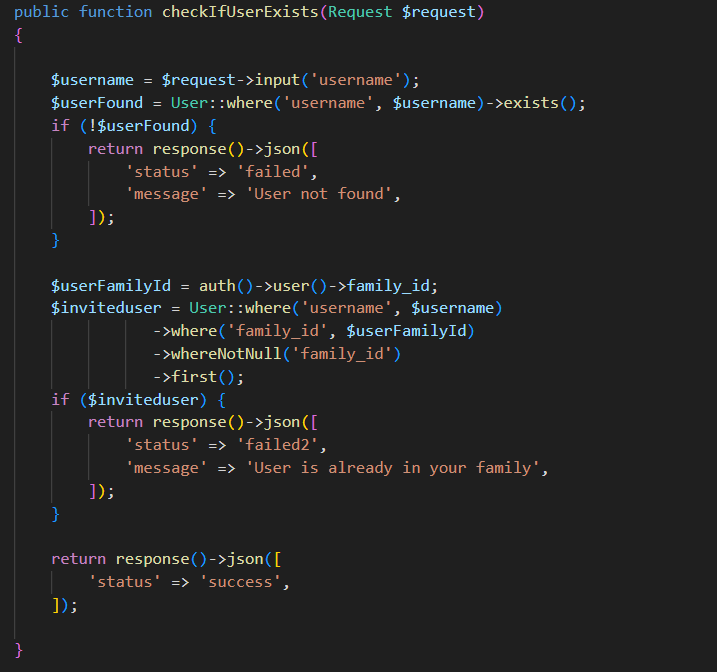 public function checkIfUserExists(Request $request)
{
$username = $request->input('username');
$userFound = User::where('username', $username)->exists();
if (!$userFound) {
return response()->json([
'status' => 'failed',
'message' => 'User not found',
]);
}
$userFamilyId = auth()->user()->family_id;
$inviteduser = User::where('username', $username)
->where('family_id', $userFamilyId)
->whereNotNull('family_id')
->first();
if ($inviteduser) {
return response()->json([
'status' => 'failed2',
'message' => 'User is already in your family',
]);
}
return response()->json([
'status' => 'success',
]);
}